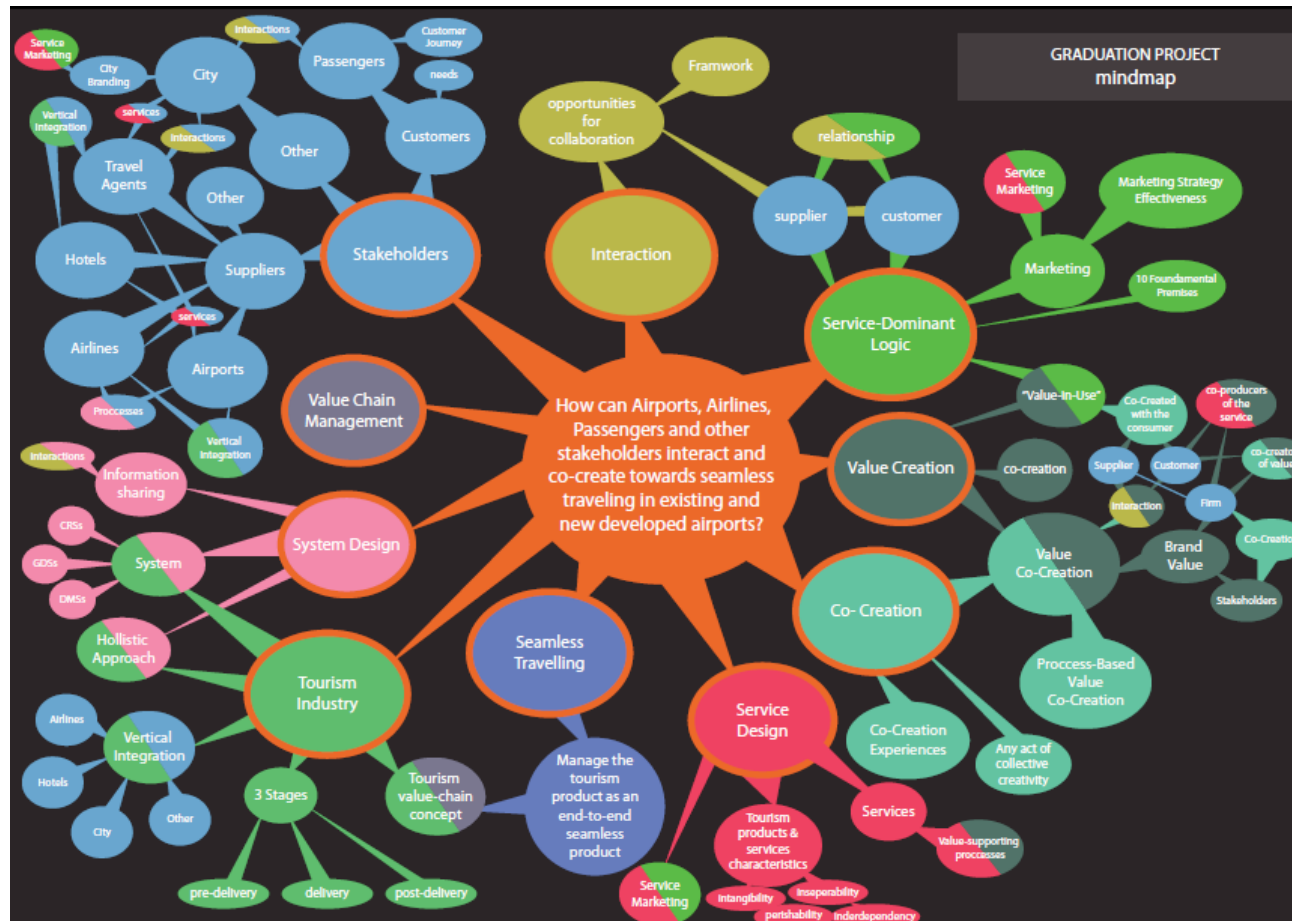 GRADUATION PROJECT
mindmap
How can Airports, Airlines,
Passengers and other
stakeholders interact and
co-create towards seamless
traveling in existing and
new developed airports?
Stakeholders
Other
City
Interactions
Passengers
Customer
Journey
needs
Customers
Service
Marketing
City
Branding
Vertical
Integration
services
Interactions
Travel
Agents
Other
Hotels
Suppliers
services
Airlines
Airports
Proccesses
Vertical
Integration
Interaction
opportunities
for
collaboration
Framwork
relationship
supplier
customer
Service-Dominant
Logic
Service
Marketing
Marketing Strategy
Effectiveness
Marketing
10 Foundamental
Premises
"Value-In-Use"
Value Creation
co-creation
Co-Created
with the
consumer
co-producers
of the
service
Supplier
Customer
co-creator
of value
Interaction
Firm
Value
Co-Creation
Brand
Value
Co-Creation
Stakeholders
Co- Creation
Proccess-Based
Value
Co-Creation
Co-Creation
Experiences
Any act of
collective
creativity
Service
Design
Services
Value-supporting
proccesses
Tourism
products &
services
characteristics
Intangibility
inseperability
perishability
inderdependency
Service
Marketing
Seamless
Travelling
Manage the
tourism
product as an
end-to-end
seamless
product
Tourism
Industry
Tourism
value-chain
concept
3 Stages
pre-delivery
delivery
post-delivery
Vertical
Integration
Airlines
Hotels
City
Other
Hollistic
Approach
System
CRSs
GDSs
DMSs
System Design
Information
sharing
Interactions
Value Chain
Management